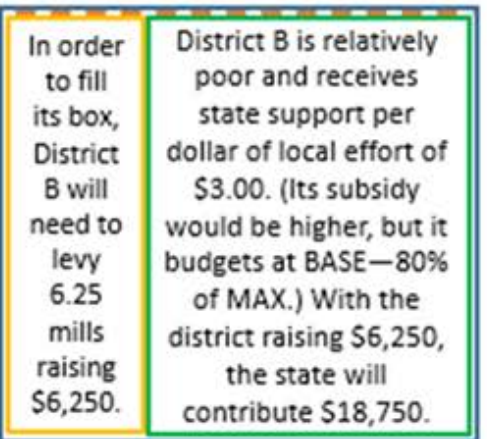 In order
to fill
its box,
District
B will
need to
levy
6.25
mills
raising
$6,250.
District B is relatively
poor and receives
state support per
dollar of local effort of
$3.00. (Its subsidy
would be higher, but it
budgets at BASE—80%
of MAX.) With the
district raising $6,250,
the state will
contribute $18,750.